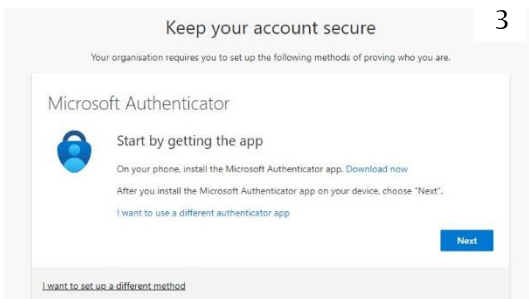 3
Keep your account secure
Your organisation requires you to set up the following methods of proving who you are.
Microsoft Authenticator
Start by getting the app
On your phone, install the Microsoft Authenticator app. Download now
After you install the Microsoft Authenticator app on your device, choose "Next".
I want to use a different authenticator app
Next
I want to set up a different method